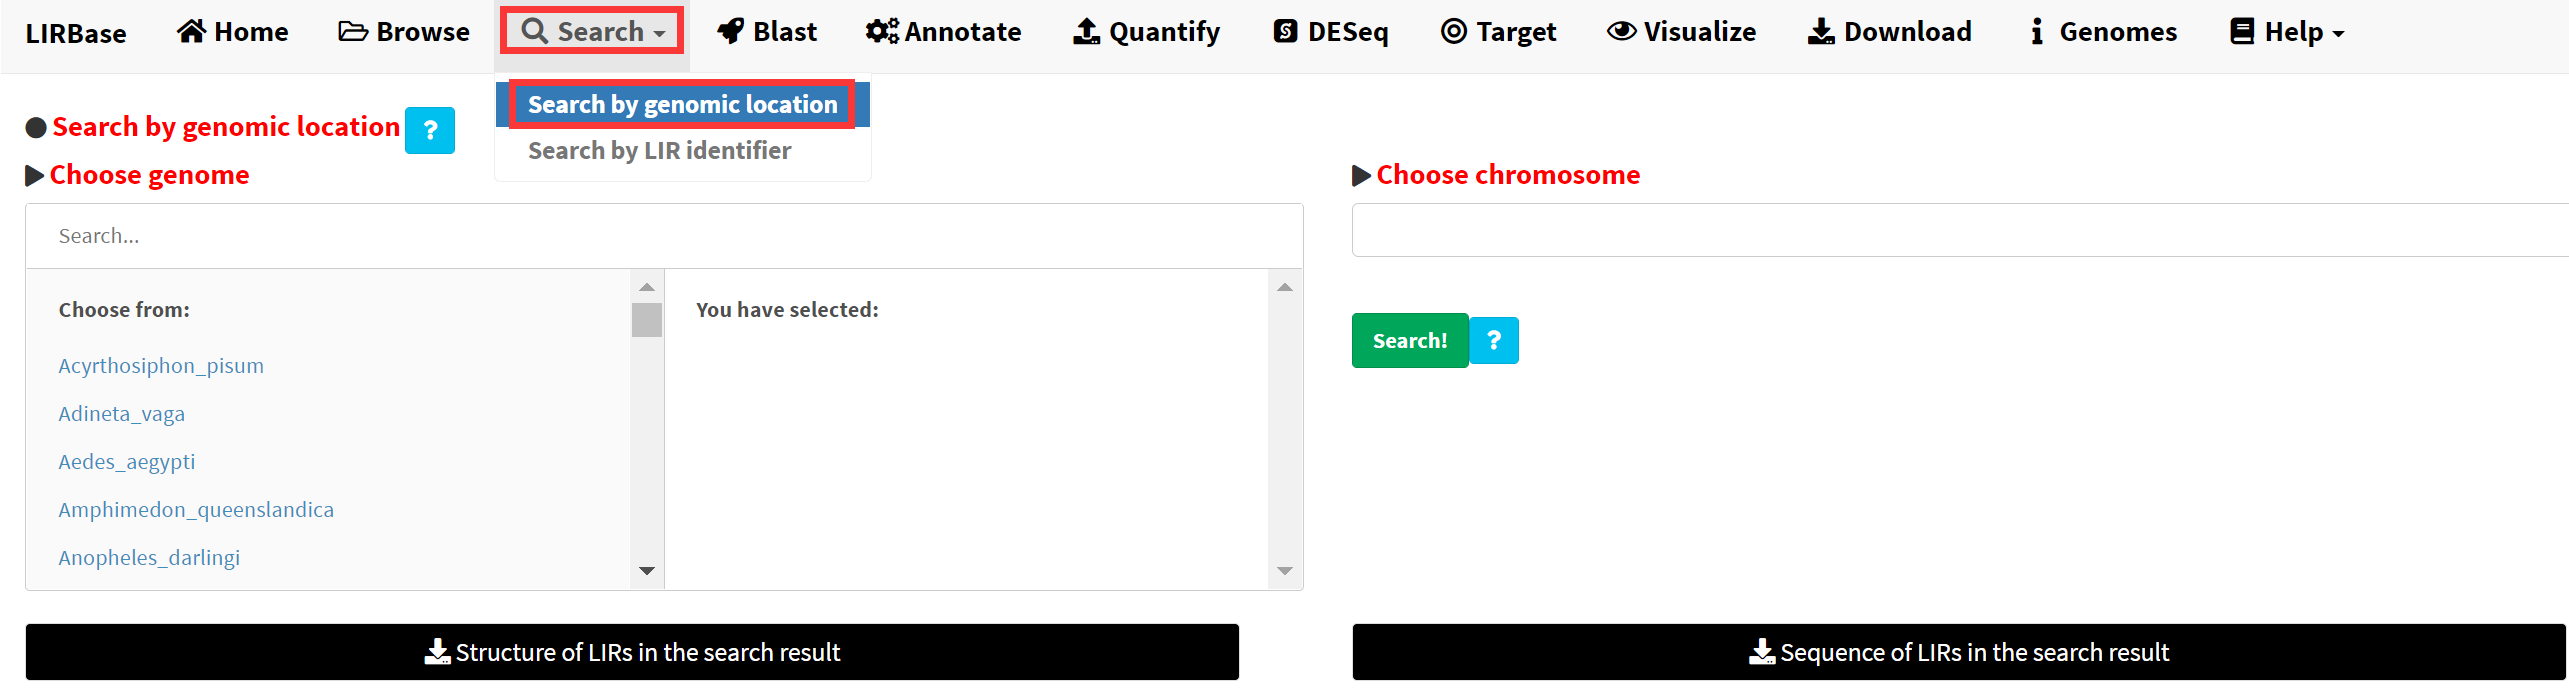 LIRBase Home Browse Search Blast Annotate Quantify DESeq Target Visualize Download Genomes Help
Search by genomic location
Search by LIR identifier
Search by genomic location ?
Choose genome
Search...
Choose from:
Acyrthosiphon_pisum
Adineta_vaga
Aedes_aegypti
Amphimedon_queenslandica
Anopheles_darlingi
You have selected:
Choose chromosome
Search! ?
Structure of LIRs in the search result
Sequence of LIRs in the search result